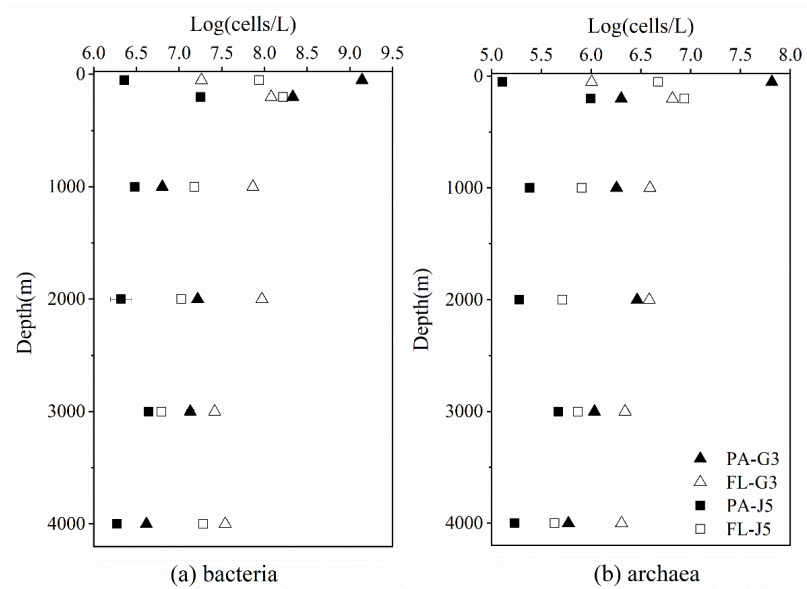 Log(cells/L)
6.0 6.5 7.0 7.5 8.0 8.5 9.0 9.5
0
1000
2000
3000
4000
Depth(m)
(a) bacteria
Log(cells/L)
5.0 5.5 6.0 6.5 7.0 7.5 8.0
0
1000
2000
3000
4000
Depth(m)
PA-G3
FL-G3
PA-J5
FL-J5
(b) archaea